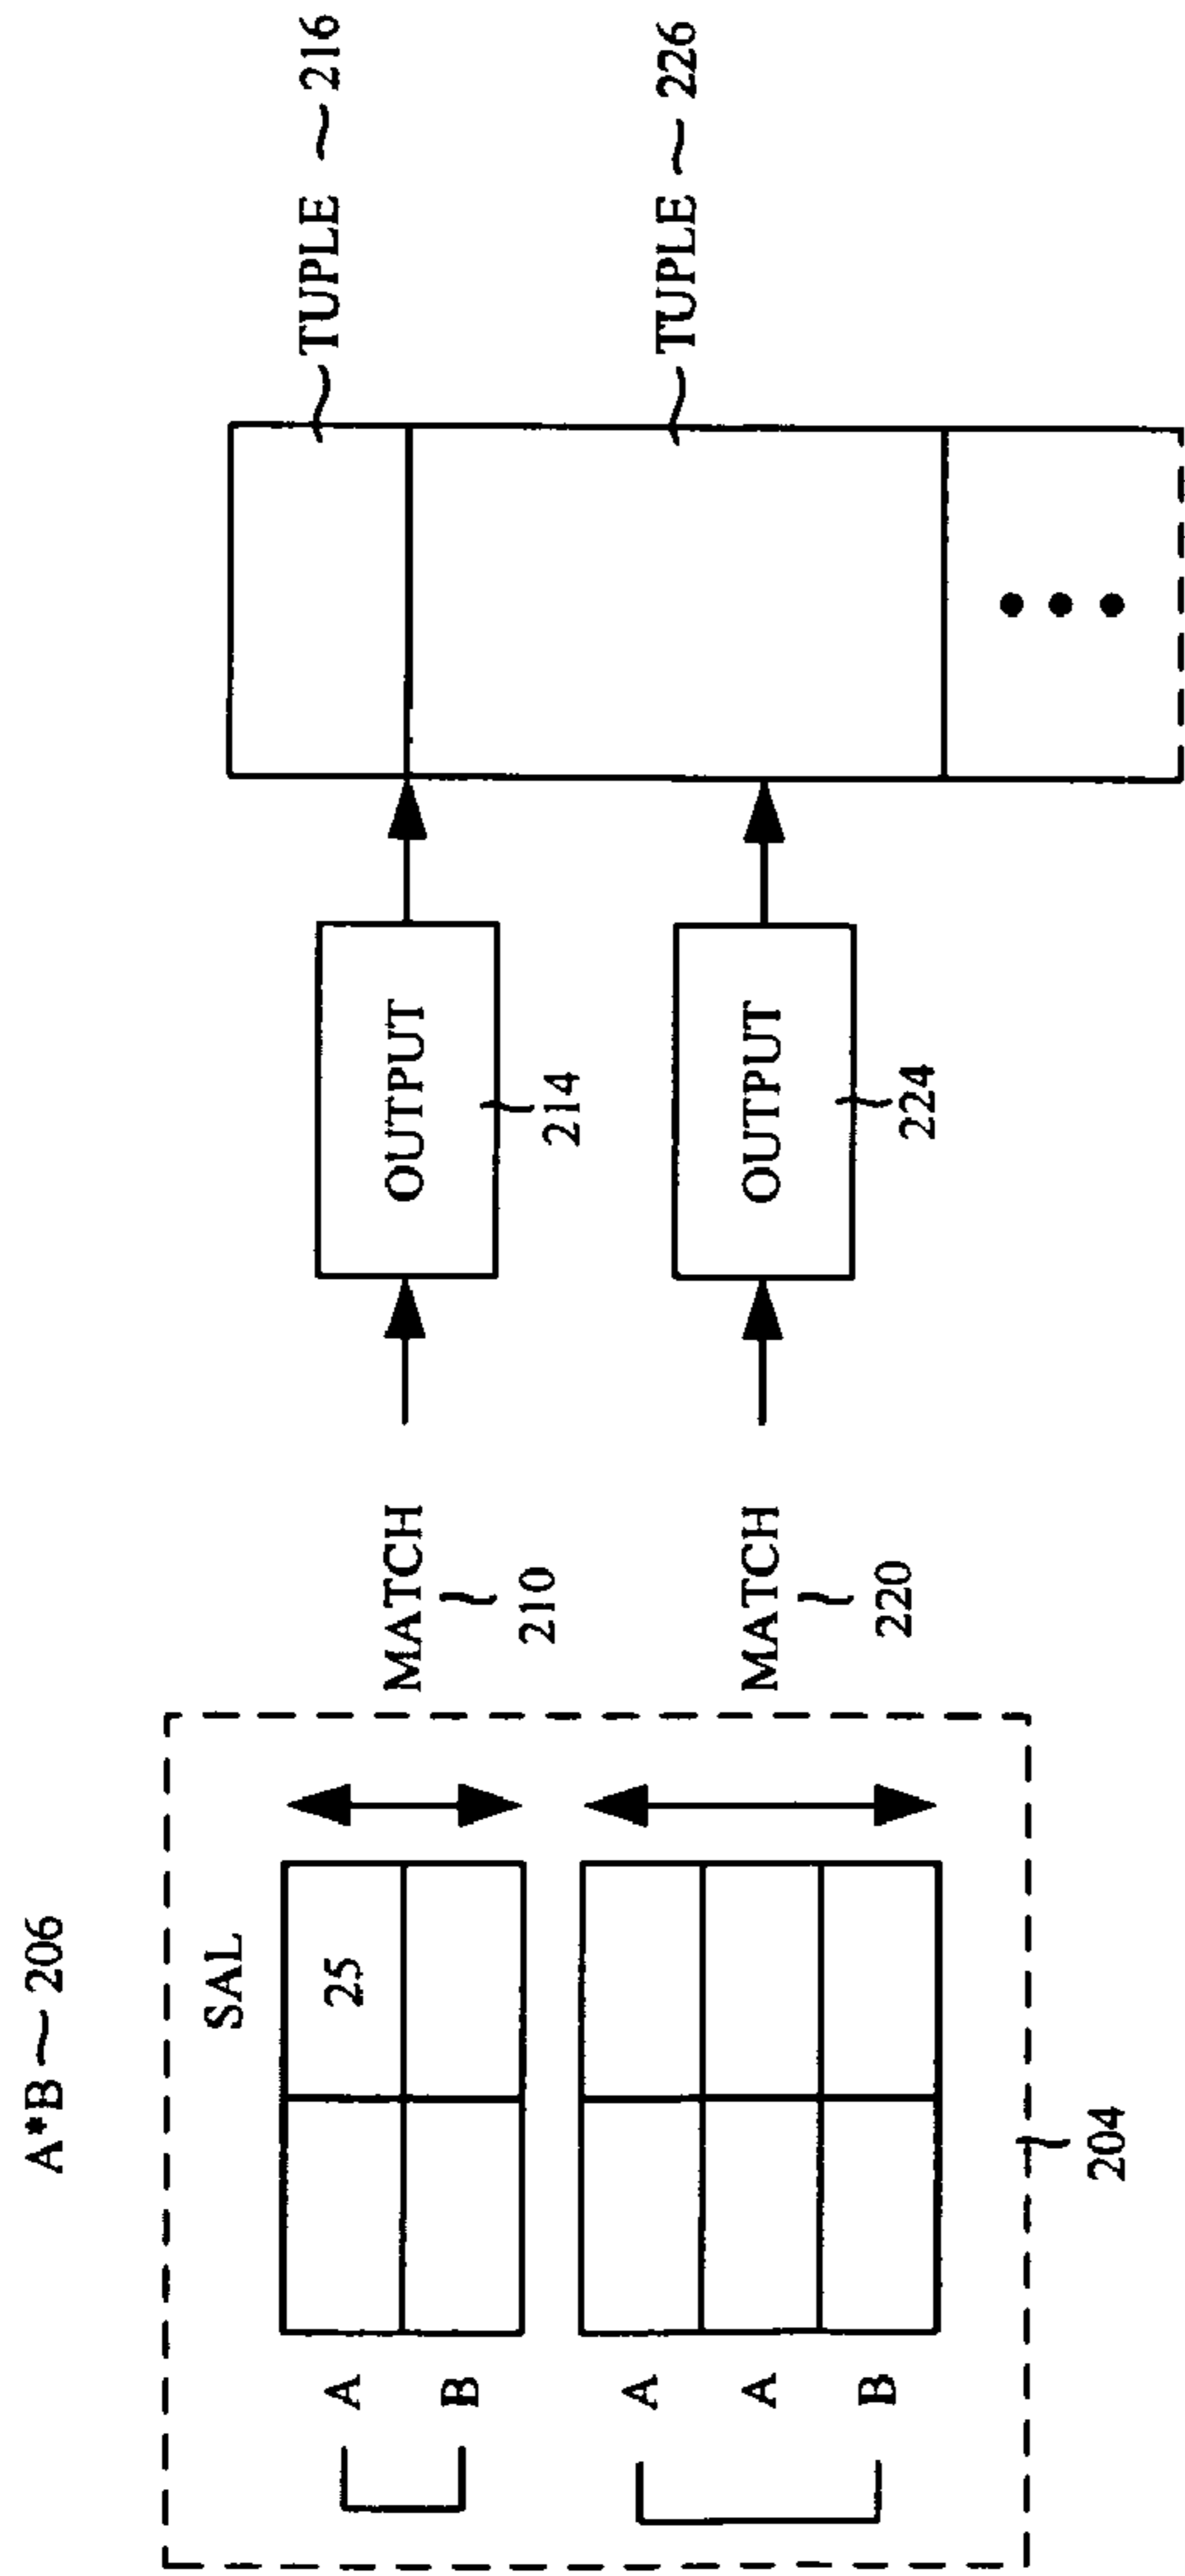 A*B ~ 206
SAL
A
25
B
MATCH
210
OUTPUT
214
TUPLE ~ 216
A
A
B
MATCH
220
OUTPUT
224
TUPLE ~ 226
204